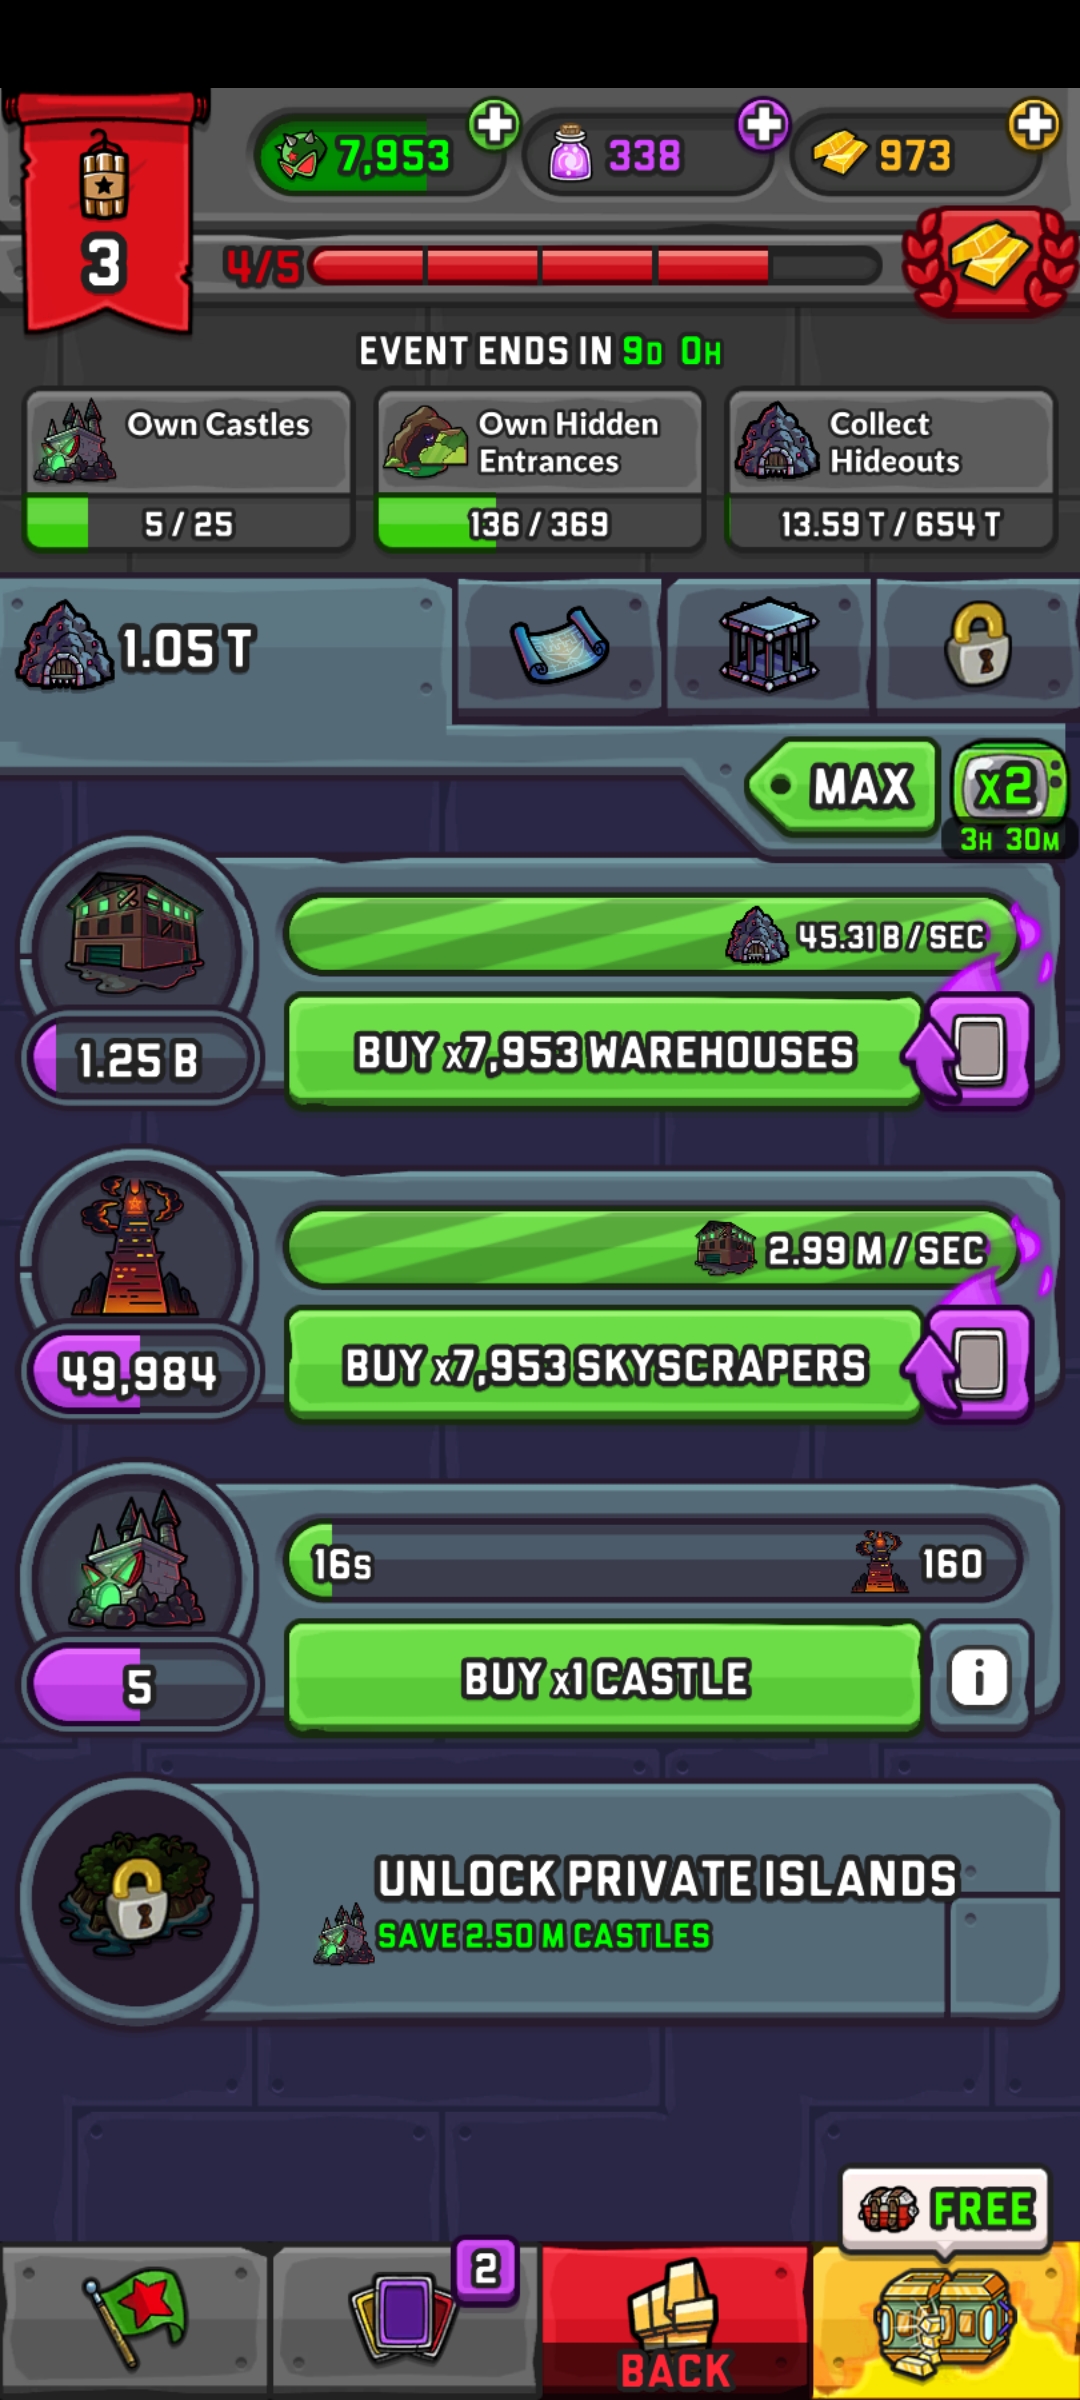 7,953
338
973
3
4/5
EVENT ENDS IN 9D 0H
Own Castles
5 / 25
Own Hidden
Entrances
136 / 369
Collect
Hideouts
13.59 T / 654 T
1.05 T
MAX
x2
3H 30M
45.31 B / SEC
1.25 B
BUY x7,953 WAREHOUSES
2.99 M / SEC
49,984
BUY x7,953 SKYSCRAPERS
16s
160
5
BUY x1 CASTLE
i
UNLOCK PRIVATE ISLANDS
SAVE 2.50 M CASTLES
FREE
2
BACK